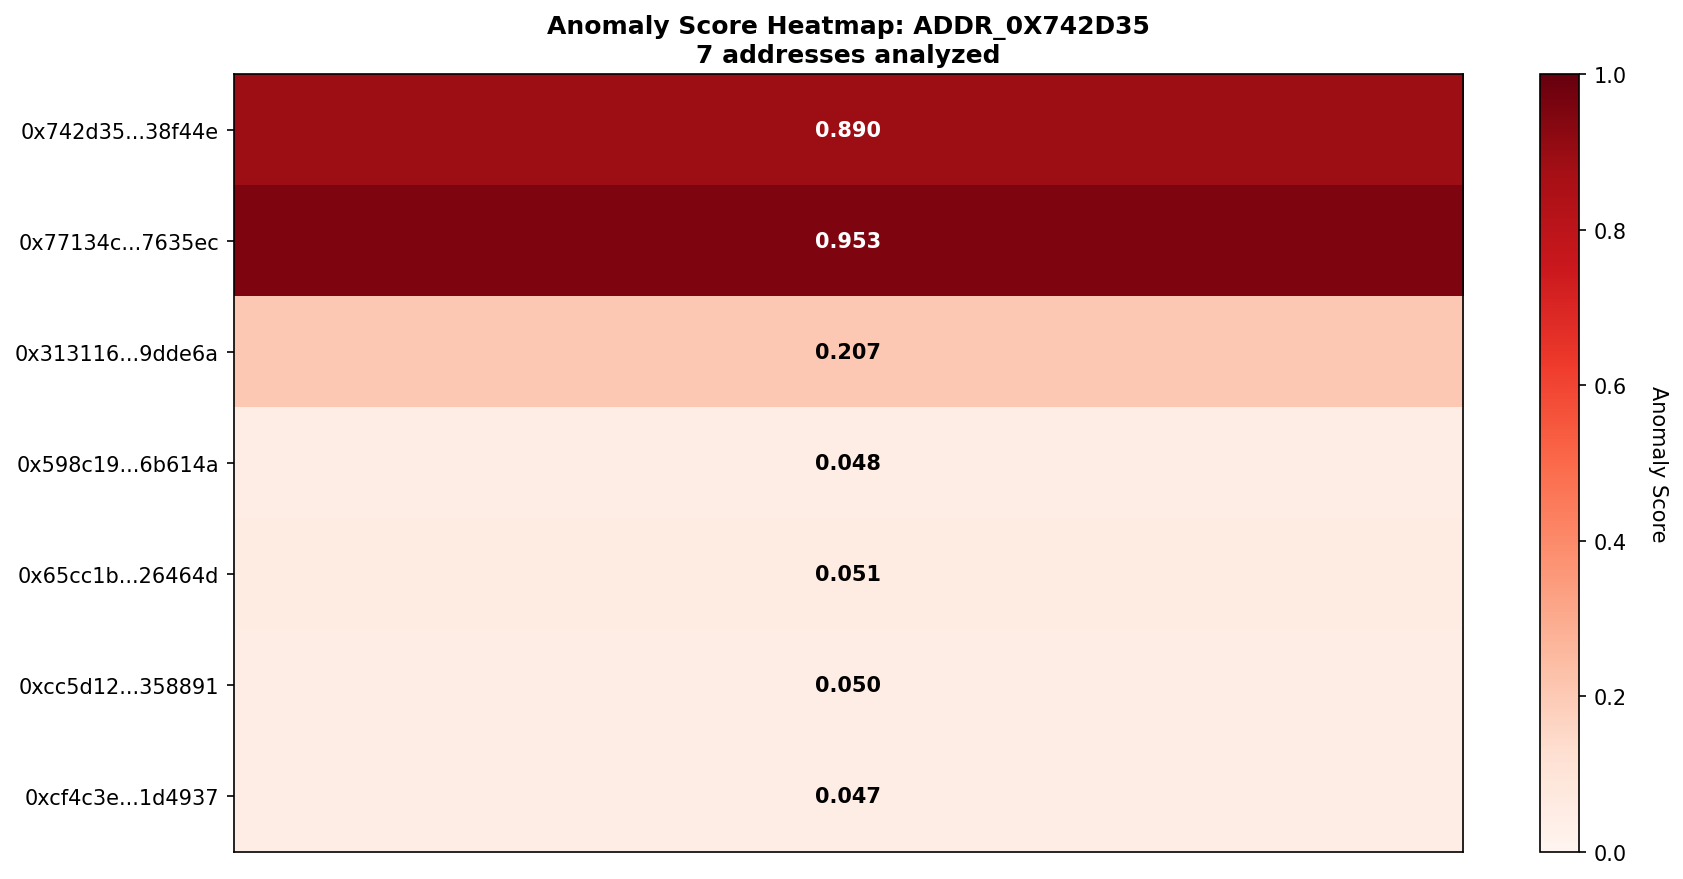 Anomaly Score Heatmap: ADDR_0X742D35
7 addresses analyzed
0x742d35...38f44e
0.890
0x77134c...7635ec
0.953
0x313116...9dde6a
0.207
0x598c19...6b614a
0.048
0x65cc1b...26464d
0.051
0xcc5d12...358891
0.050
0xcf4c3e...1d4937
0.047
1.0
0.8
0.6
0.4
0.2
0.0
Anomaly Score